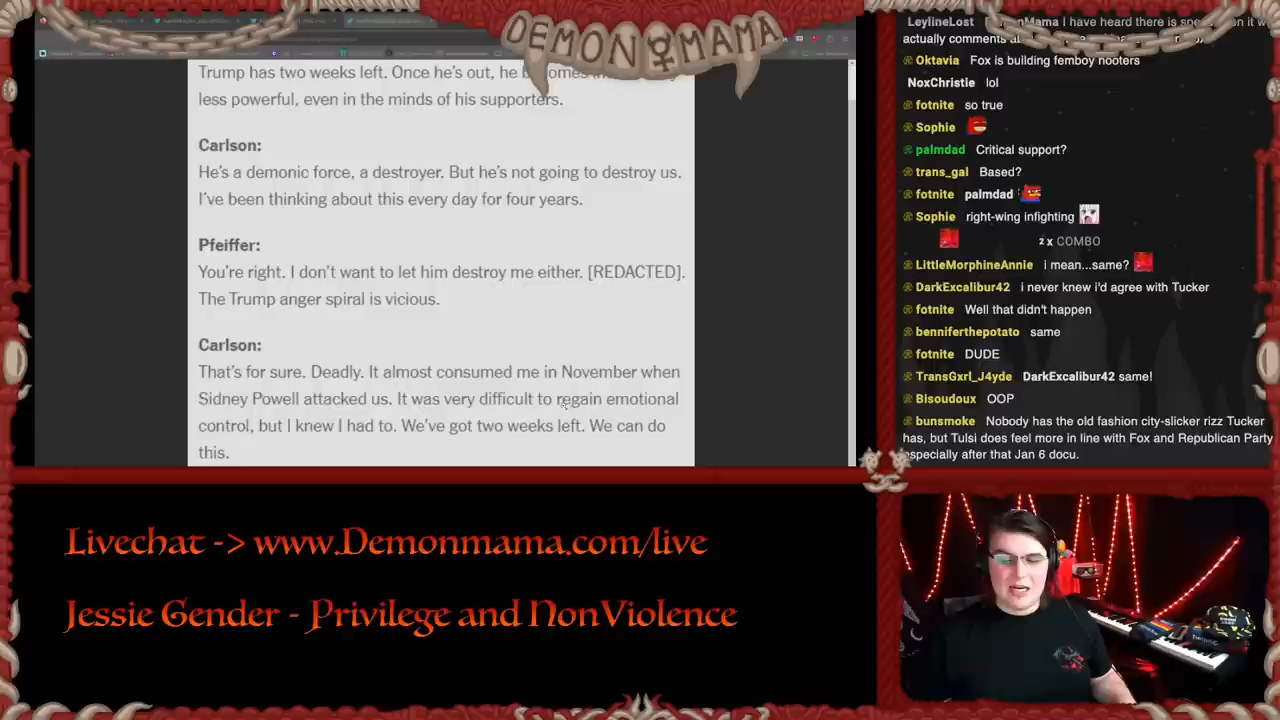 DEMON MAMA
Trump has two weeks left. Once he's out, he
less powerful, even in the minds of his supporters.
Carlson:
He's a demonic force, a destroyer. But he's not going to destroy us.
I've been thinking about this every day for four years.
Pfeiffer:
You're right. I don't want to let him destroy me either. [REDACTED].
The Trump anger spiral is vicious.
Carlson:
That's for sure. Deadly. It almost consumed me in November when
Sidney Powell attacked us. It was very difficult to regain emotional
control, but I knew I had to. We've got two weeks left. We can do
this.
LeylineLost I have heard there is
actually comments
Oktavia Fox is building femboy nooters
NoxChristie lol
fotnite so true
Sophie
palmdad Critical support?
trans_gal Based?
fotnite palmdad
Sophie right-wing infighting
2 x COMBO
LittleMorphineAnnie i mean...same?
DarkExcalibur42 i never knew i'd agree with Tucker
fotnite Well that didn't happen
benniferthepotato same
fotnite DUDE
TransGxrl_J4yde DarkExcalibur42 same!
Bisoudoux OOP
bunsmoke Nobody has the old fashion city-slicker rizz Tucker
has, but Tulsi does feel more in line with Fox and Republican Party
especially after that Jan 6 docu.
Livechat -> www.Demonmama.com/live
Jessie Gender - Privilege and NonViolence